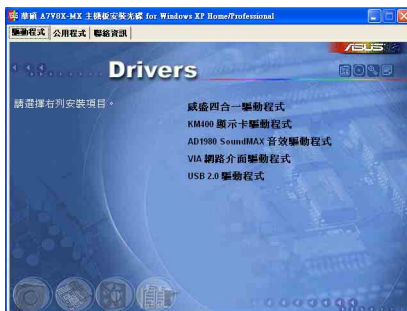 華碩 A7V8X-MX 主機板安裝光碟 for Windows XP Home/Professional
驅動程式 公用程式 聯絡資訊
ASUS
Drivers
請選擇右列安裝項目。
威盛四合一驅動程式
KM400 顯示卡驅動程式
AD1980 SoundMAX 音效驅動程式
VIA 網路介面驅動程式
USB 2.0 驅動程式